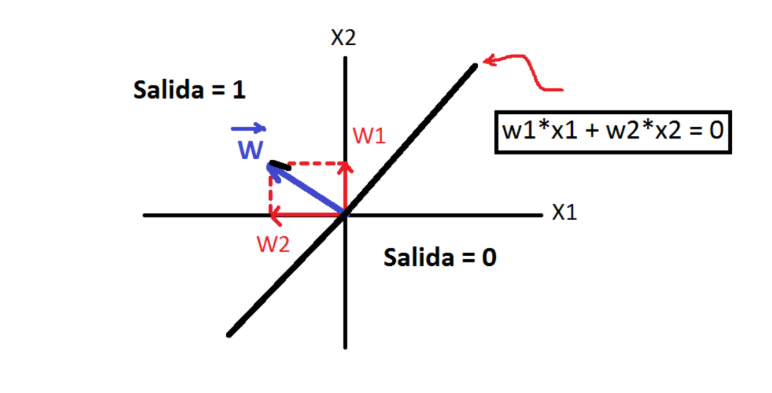 X2
Salida = 1
W1
w1*x1 + w2*x2 = 0
W
X1
W2
Salida = 0